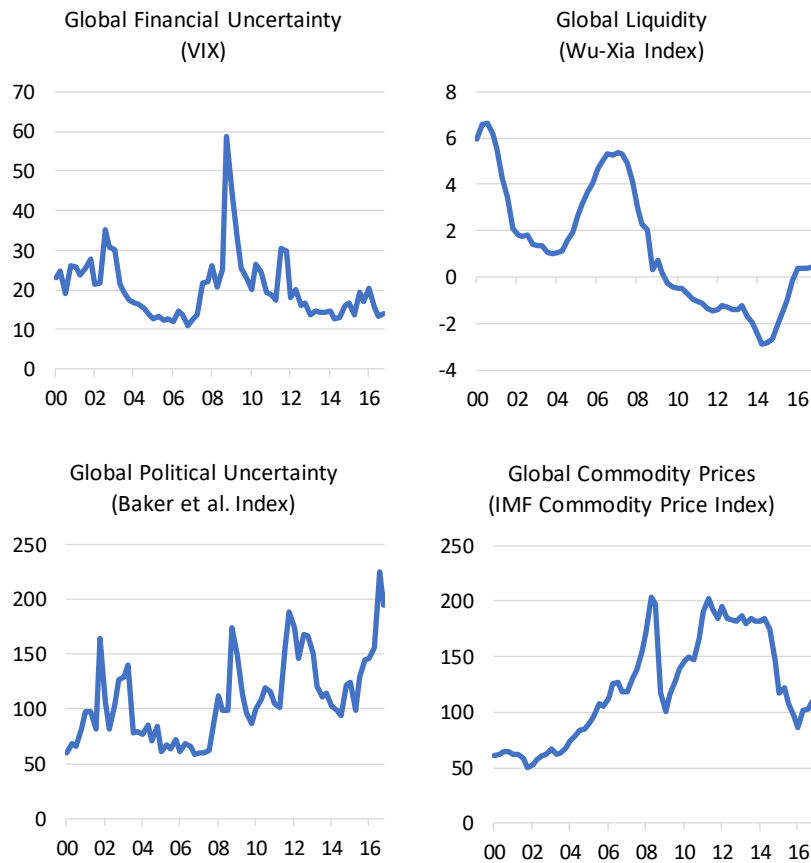 Global Financial Uncertainty
(VIX)
70
60
50
40
30
20
10
0
00 02 04 06 08 10 12 14 16
Global Liquidity
(Wu-Xia Index)
8
6
4
2
0
-2
-4
00 02 04 06 08 10 12 14 16
Global Political Uncertainty
(Baker et al. Index)
250
200
150
100
50
0
00 02 04 06 08 10 12 14 16
Global Commodity Prices
(IMF Commodity Price Index)
250
200
150
100
50
0
00 02 04 06 08 10 12 14 16